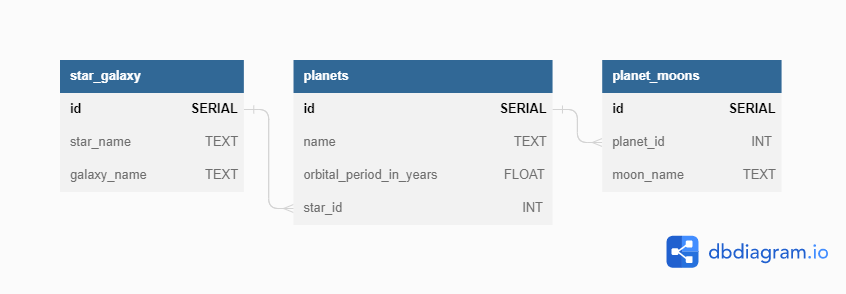 star_galaxy
id SERIAL
star_name TEXT
galaxy_name TEXT
planets
id SERIAL
name TEXT
orbital_period_in_years FLOAT
star_id INT
planet_moons
id SERIAL
planet_id INT
moon_name TEXT
dbdiagram.io